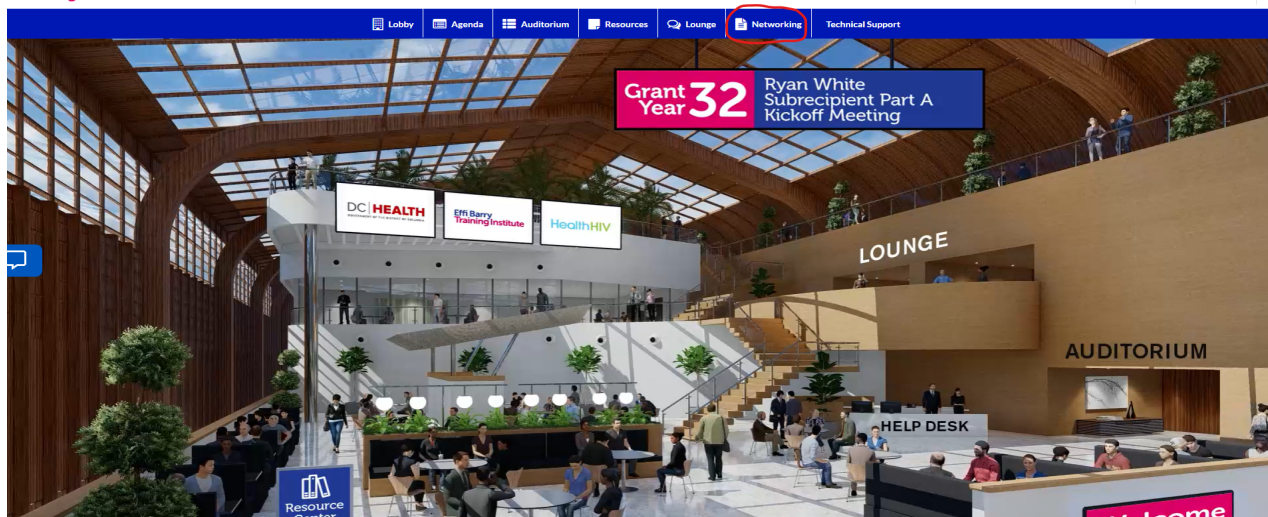 Lobby
Agenda
Auditorium
Resources
Lounge
Networking
Technical Support
Grant Year 32
Ryan White
Subrecipient Part A
Kickoff Meeting
DC HEALTH
Effi Barry
Training Institute
HealthHIV
LOUNGE
AUDITORIUM
HELP DESK
Resource
Center
Welcome